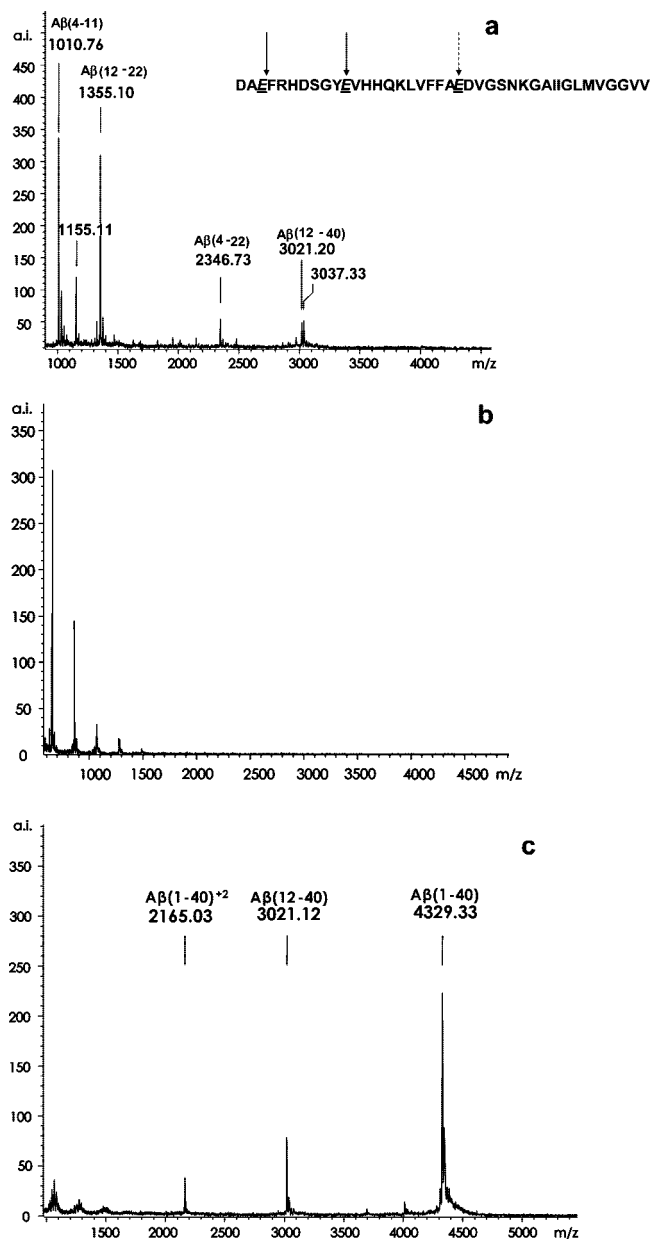 a.i.
Aβ(4-11)
1010.76
a
Aβ(12-22)
1355.10
DAEFRHDSGYEVHHQKLVFFAEDVGSNKGAIIGLMVGGVV
450
400
350
300
250
200
150
100
50
1155.11
Aβ(4-22)
2346.73
Aβ(12-40)
3021.20
3037.33
1000 1500 2000 2500 3000 3500 4000 m/z
a.i.
b
350
300
250
200
150
100
50
0
1000 1500 2000 2500 3000 3500 4000 4500 m/z
a.i.
c
350
300
250
200
150
100
50
0
Aβ(1-40)+2
2165.03
Aβ(12-40)
3021.12
Aβ(1-40)
4329.33
1000 1500 2000 2500 3000 3500 4000 4500 5000 m/z